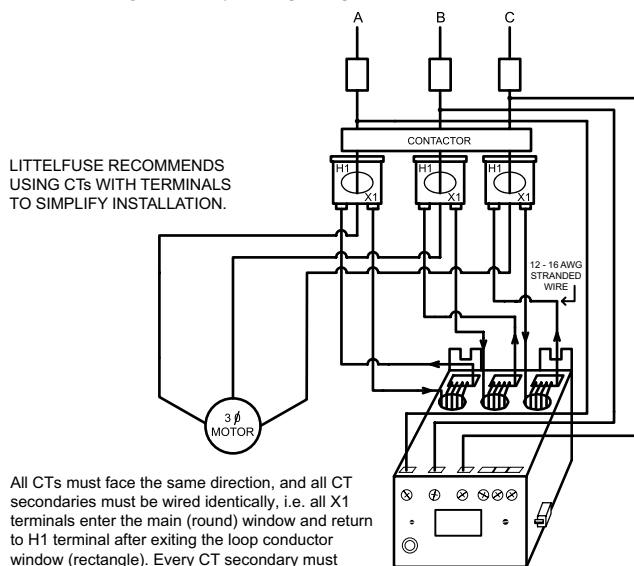 A B C
CONTACTOR
LITTELFUSE RECOMMENDS
USING CTs WITH TERMINALS
TO SIMPLIFY INSTALLATION.
H1 H1 H1
X1 X1 X1
12 - 16 AWG
STRANDED
WIRE
3 ϕ
MOTOR
All CTs must face the same direction, and all CT
secondaries must be wired identically, i.e. all X1
terminals enter the main (round) window and return
to H1 terminal after exiting the loop conductor
window (rectangle). Every CT secondary must